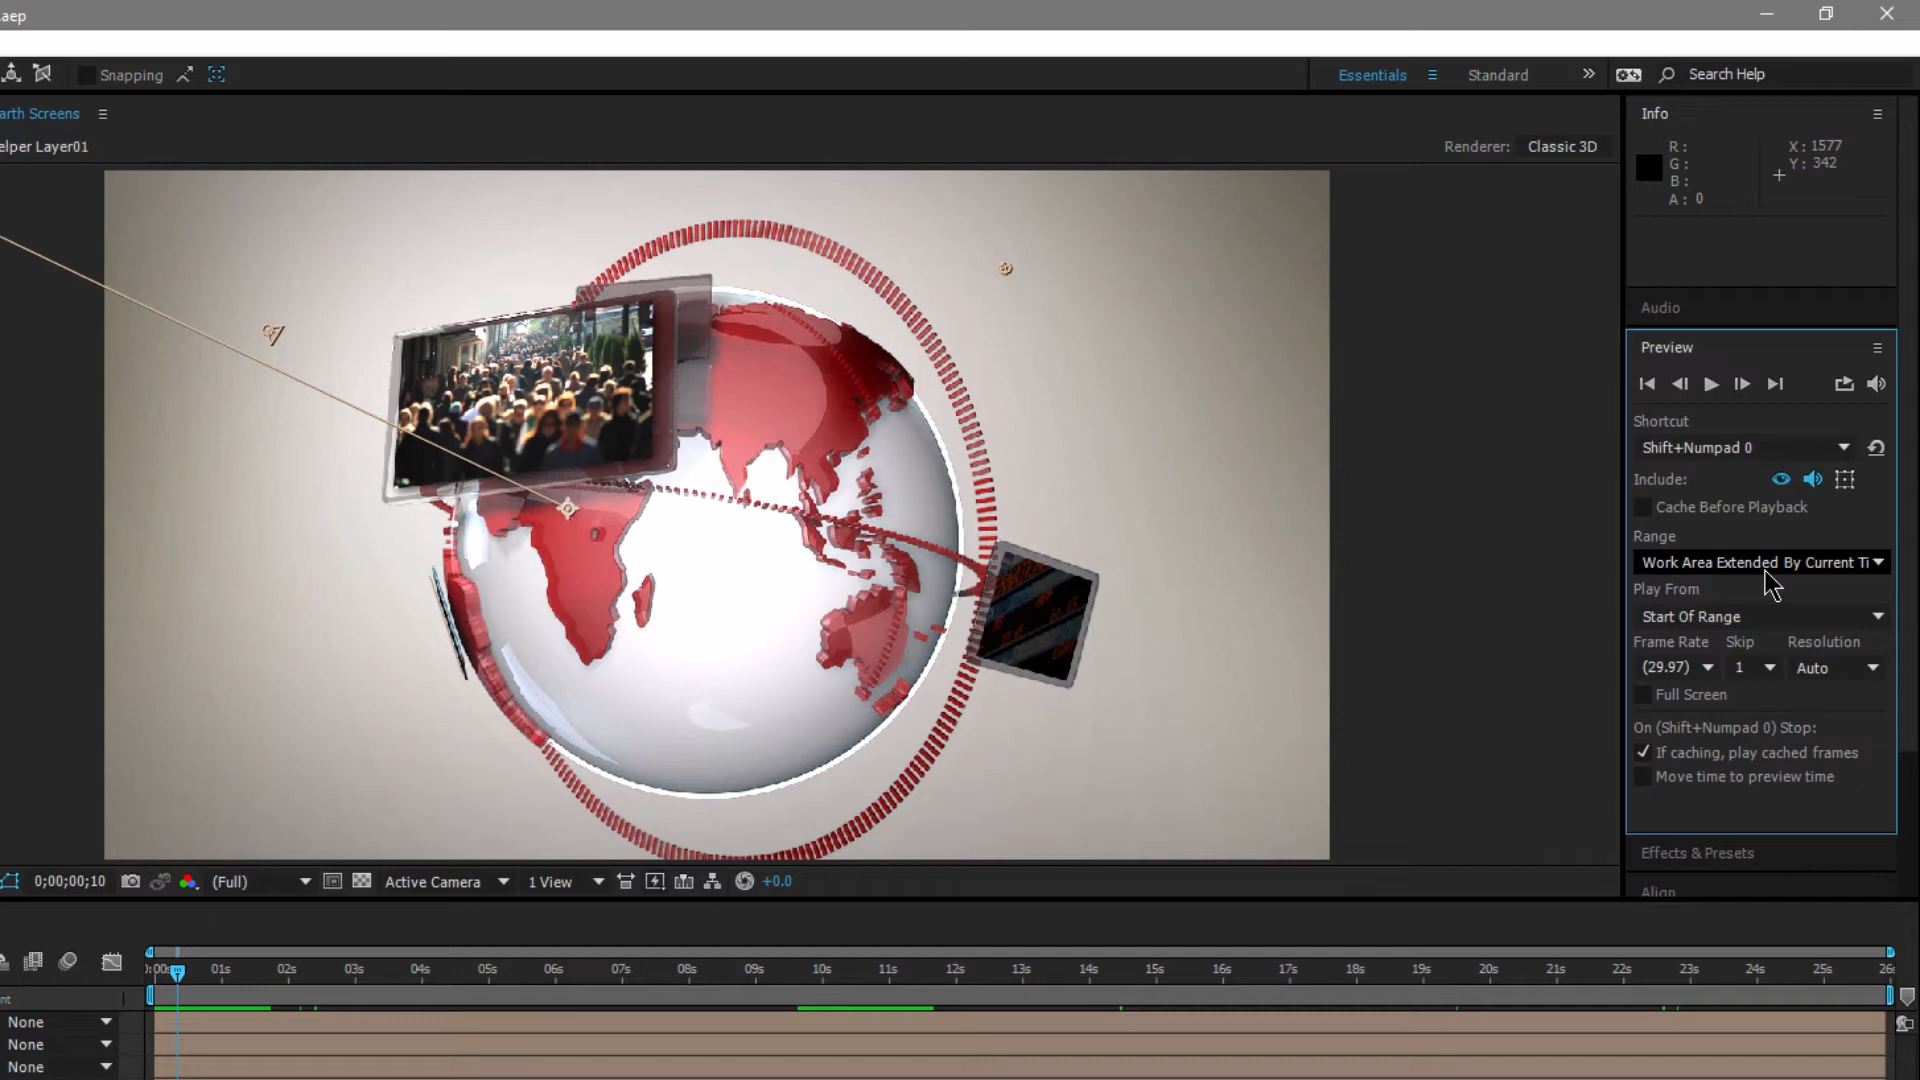 .aep
Snapping
Essentials
Standard
Search Help
arth Screens
elper Layer01
Renderer: Classic 3D
Info
R :
G :
B :
A : 0
X : 1577
Y : 342
Audio
Preview
Shortcut
Shift+Numpad 0
Include:
Cache Before Playback
Range
Work Area Extended By Current Ti
Play From
Start Of Range
Frame Rate Skip Resolution
(29.97) 1 Auto
Full Screen
On (Shift+Numpad 0) Stop:
If caching, play cached frames
Move time to preview time
Effects & Presets
Align
0;00;00;10 (Full) Active Camera 1 View +0.0
):00s 01s 02s 03s 04s 05s 06s 07s 08s 09s 10s 11s 12s 13s 14s 15s 16s 17s 18s 19s 20s 21s 22s 23s 24s 25s 26s
nt
None
None
None